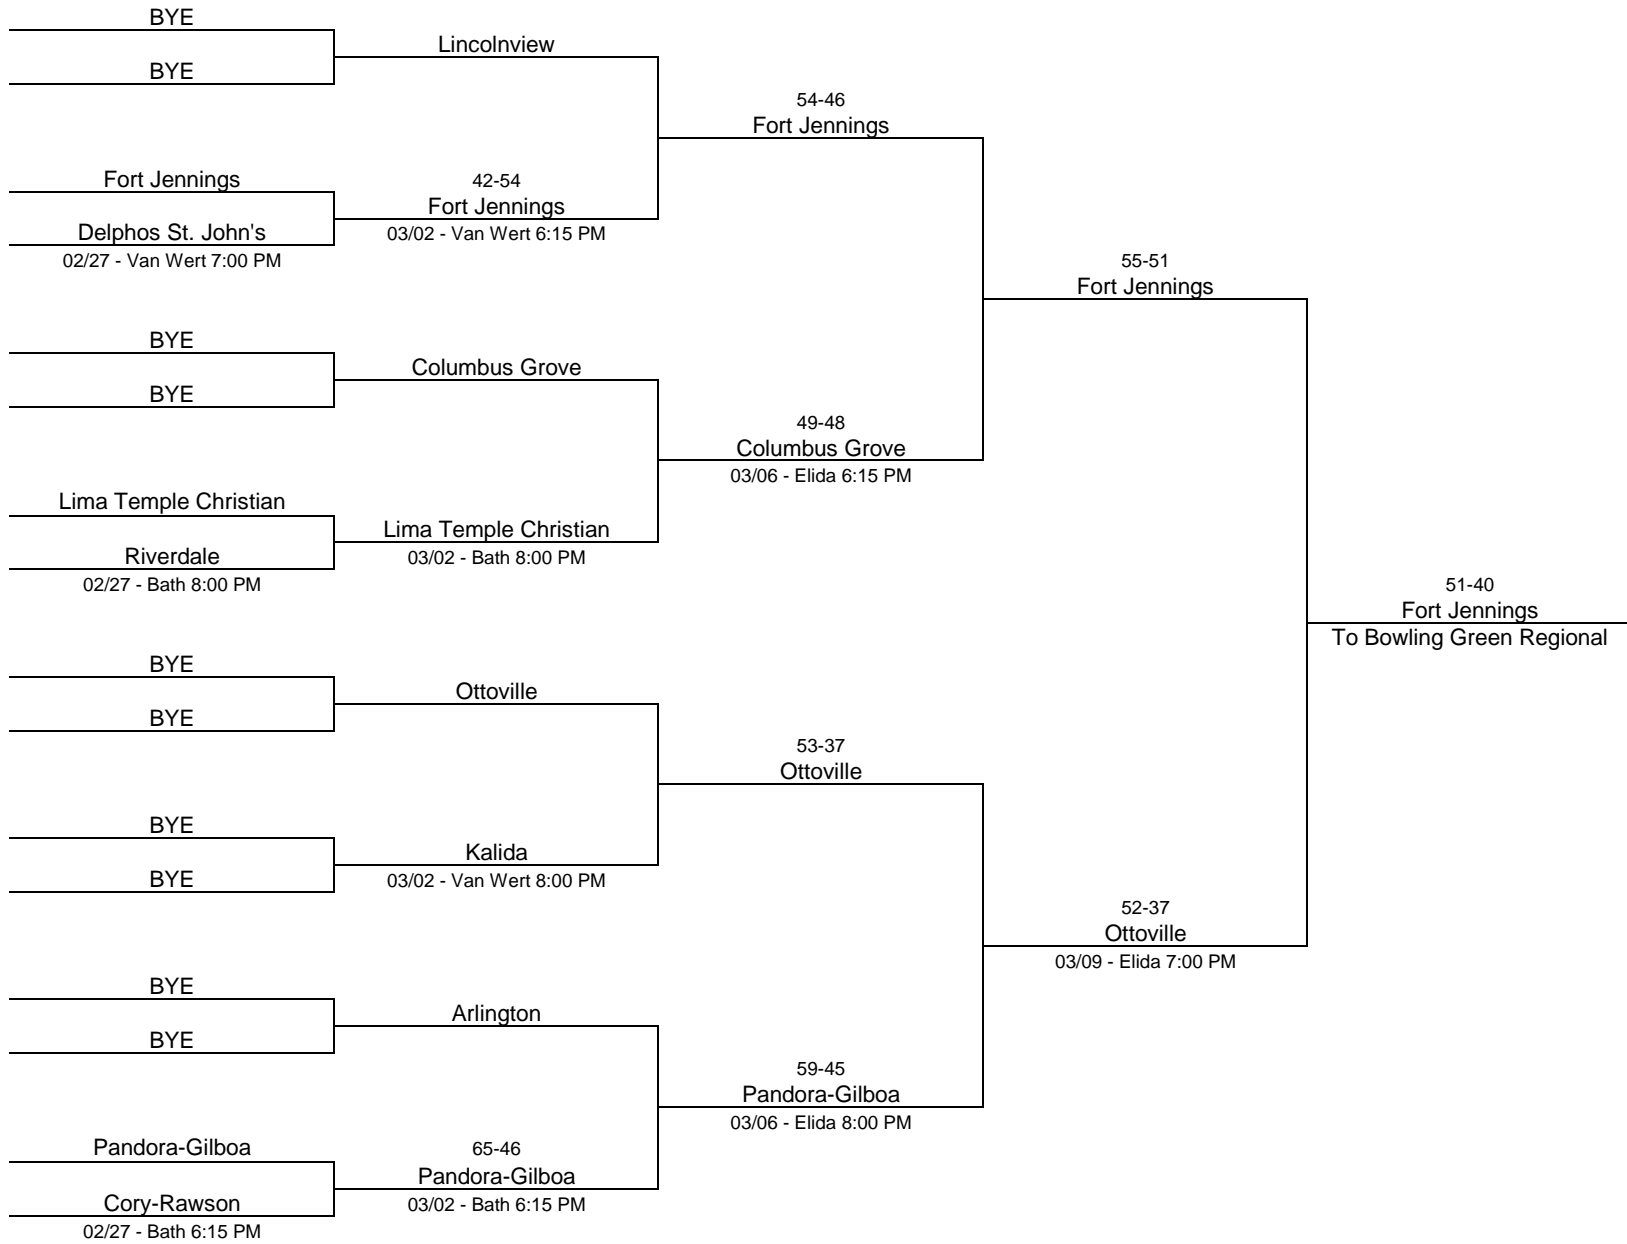 BYE
BYE
Lincolnview
54-46
Fort Jennings
Fort Jennings
Delphos St. John's
02/27 - Van Wert 7:00 PM
42-54
Fort Jennings
03/02 - Van Wert 6:15 PM
55-51
Fort Jennings
BYE
BYE
Columbus Grove
49-48
Columbus Grove
03/06 - Elida 6:15 PM
Lima Temple Christian
Riverdale
02/27 - Bath 8:00 PM
Lima Temple Christian
03/02 - Bath 8:00 PM
51-40
Fort Jennings
To Bowling Green Regional
BYE
BYE
Ottoville
53-37
Ottoville
BYE
BYE
Kalida
03/02 - Van Wert 8:00 PM
52-37
Ottoville
03/09 - Elida 7:00 PM
BYE
BYE
Arlington
59-45
Pandora-Gilboa
03/06 - Elida 8:00 PM
Pandora-Gilboa
Cory-Rawson
02/27 - Bath 6:15 PM
65-46
Pandora-Gilboa
03/02 - Bath 6:15 PM